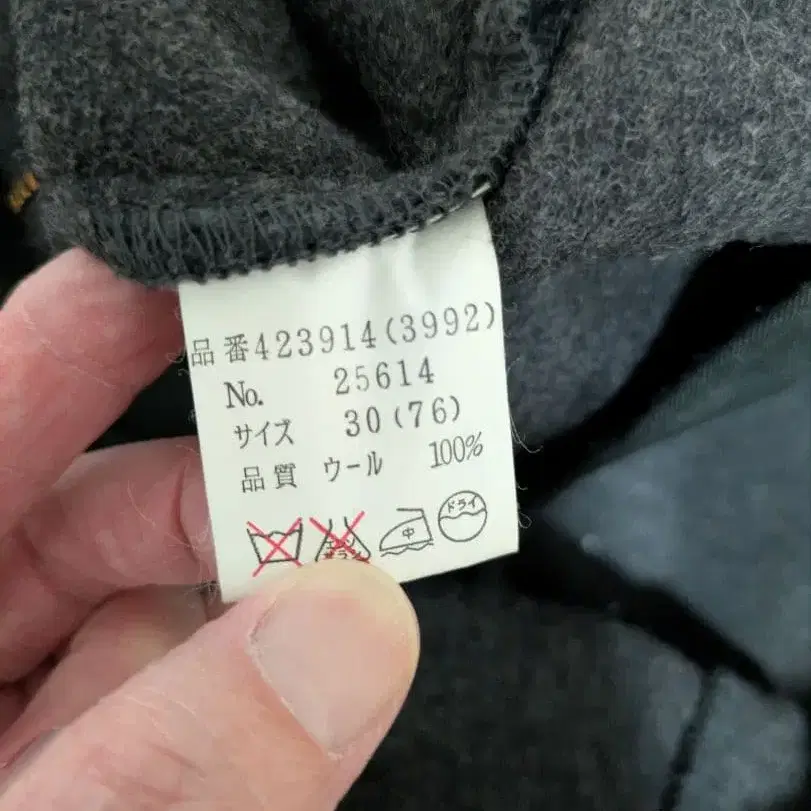 品番423914(3992)
No. 25614
サイズ 30(76)
品質 ウール 100%
中 ドライ